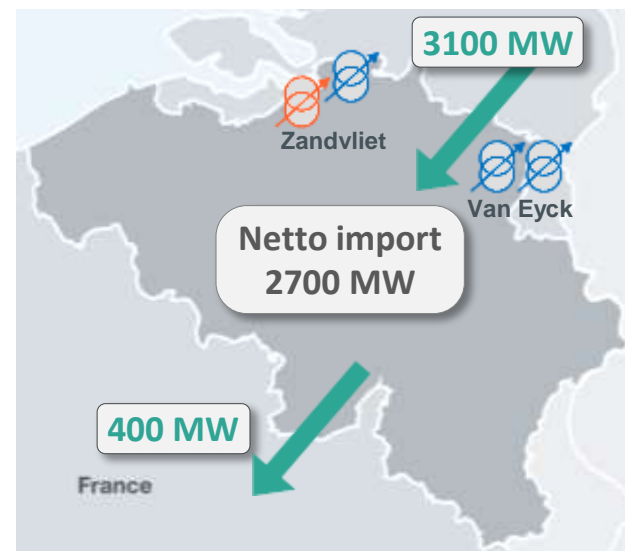 3100 MW
Zandvliet
Van Eyck
Netto import
2700 MW
400 MW
France